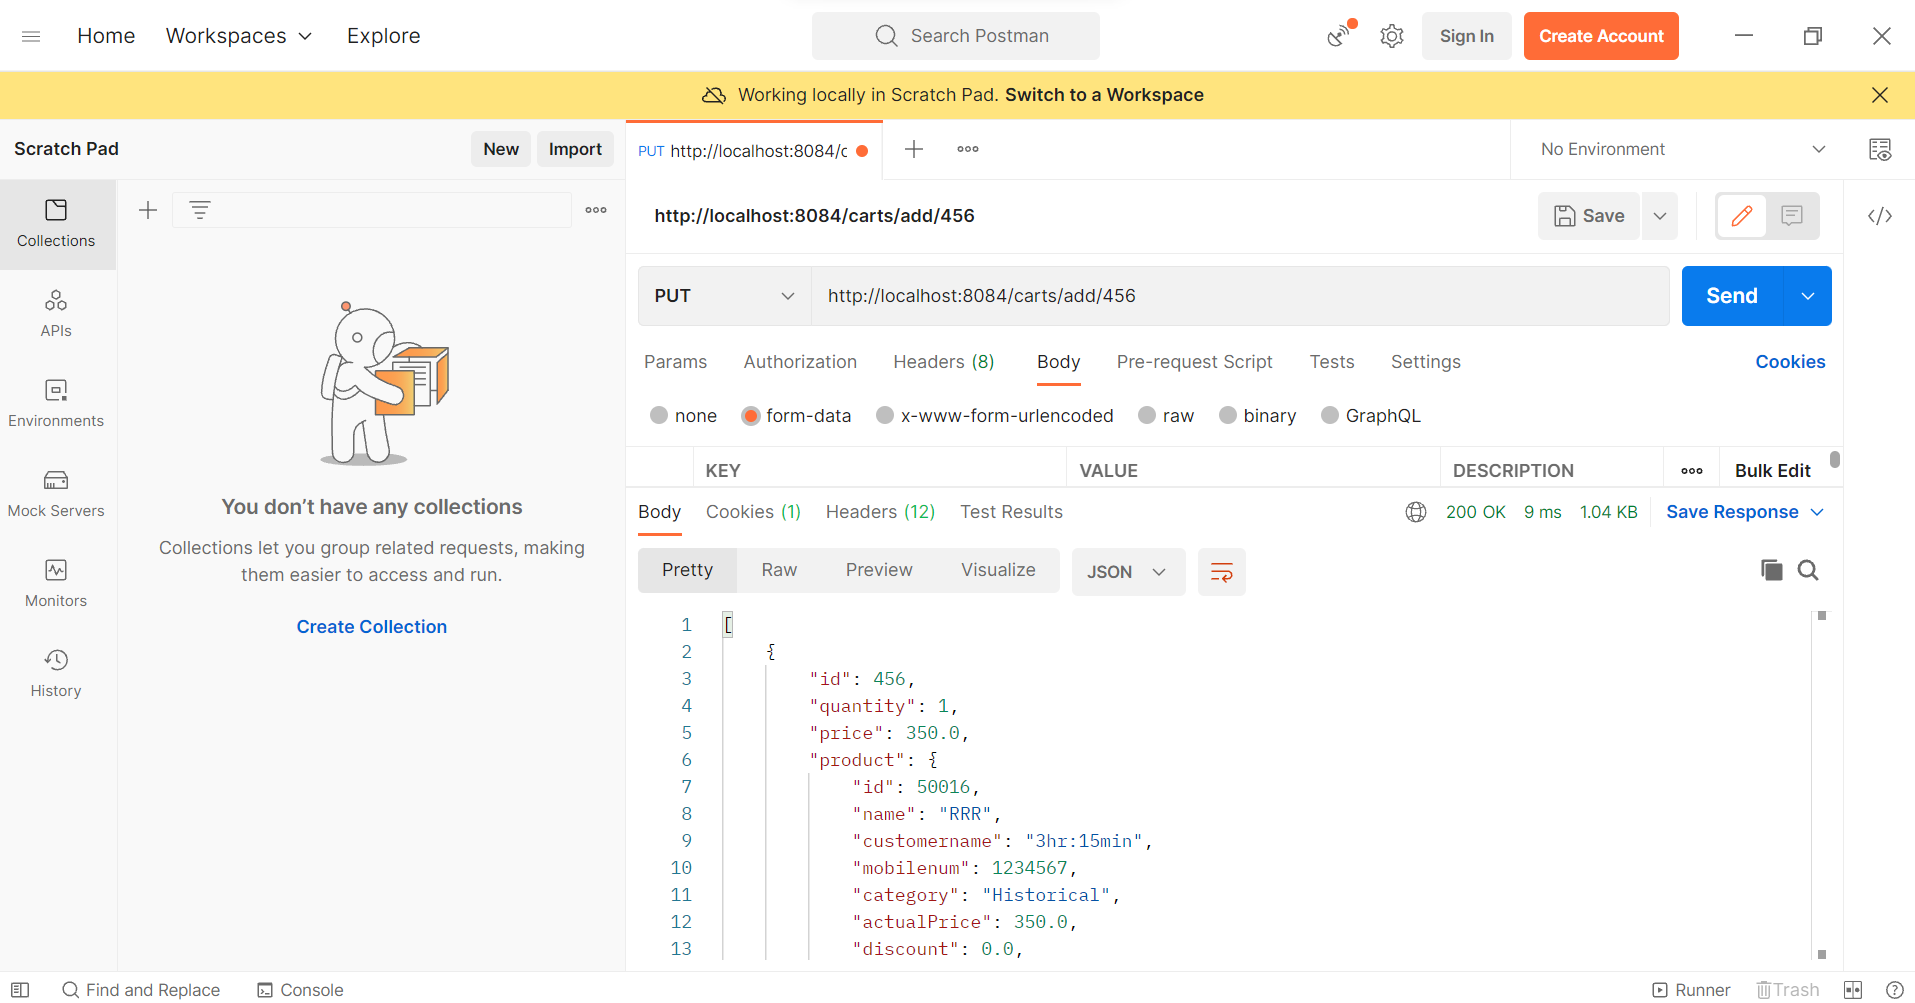 Home Workspaces Explore Search Postman Sign In Create Account
Working locally in Scratch Pad. Switch to a Workspace
Scratch Pad New Import
Collections
APIs
Environments
Mock Servers
Monitors
History
You don’t have any collections
Collections let you group related requests, making
them easier to access and run.
Create Collection
PUT http://localhost:8084/c No Environment
http://localhost:8084/carts/add/456 Save
PUT http://localhost:8084/carts/add/456 Send
Params Authorization Headers (8) Body Pre-request Script Tests Settings Cookies
none form-data x-www-form-urlencoded raw binary GraphQL
KEY VALUE DESCRIPTION Bulk Edit
Body Cookies (1) Headers (12) Test Results 200 OK 9 ms 1.04 KB Save Response
Pretty Raw Preview Visualize JSON
1 [
2 {
3 "id": 456,
4 "quantity": 1,
5 "price": 350.0,
6 "product": {
7 "id": 50016,
8 "name": "RRR",
9 "customername": "3hr:15min",
10 "mobilenum": 1234567,
11 "category": "Historical",
12 "actualPrice": 350.0,
13 "discount": 0.0,
Find and Replace Console Runner Trash